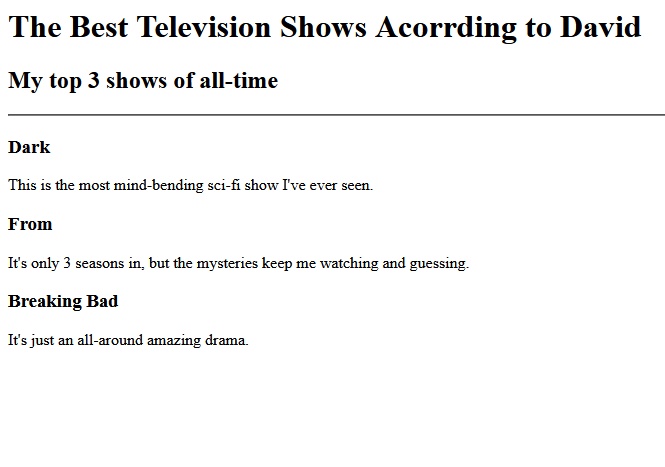 The Best Television Shows Acorrding to David
My top 3 shows of all-time
Dark
This is the most mind-bending sci-fi show I've ever seen.
From
It's only 3 seasons in, but the mysteries keep me watching and guessing.
Breaking Bad
It's just an all-around amazing drama.